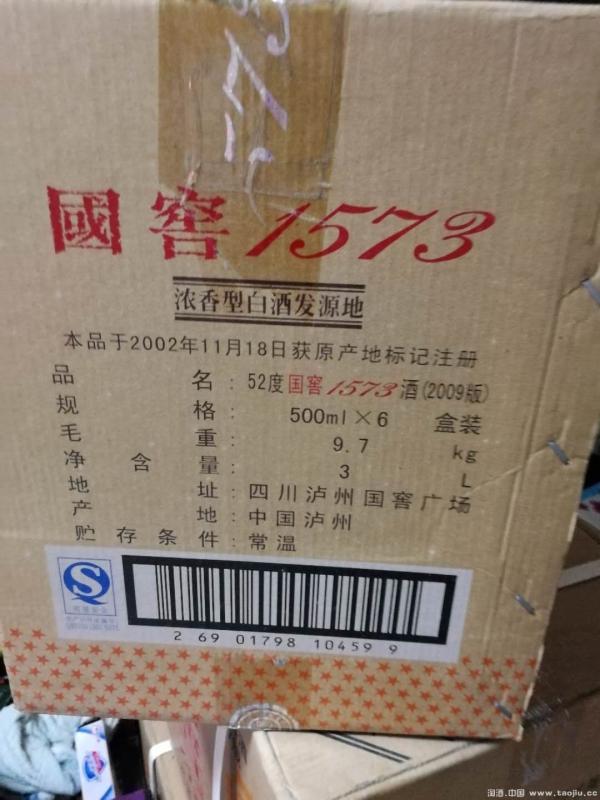 國窖1573
浓香型白酒发源地
本品于2002年11月18日获原产地标记注册
品名：52度国窖1573酒(2009版)
规格：500ml×6 盒装
毛重：9.7 kg
净含量：3 L
地址：四川泸州国窖广场
产地：中国泸州
贮存条件：常温
2 69 01798 10459 9
淘酒.中国 www.taojiu.cc